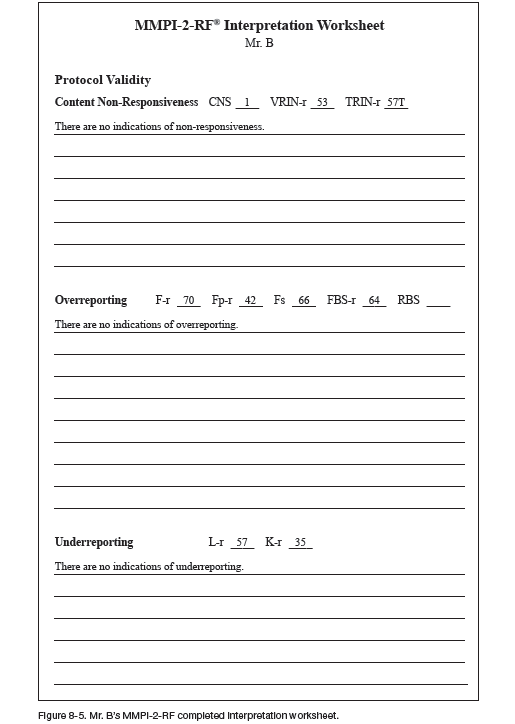 MMPI-2-RF® Interpretation Worksheet
Mr. B
Protocol Validity
Content Non-Responsiveness CNS 1 VRIN-r 53 TRIN-r 57T
There are no indications of non-responsiveness.
Overreporting F-r 70 Fp-r 42 Fs 66 FBS-r 64 RBS ____
There are no indications of overreporting.
Underreporting L-r 57 K-r 35
There are no indications of underreporting.
Figure 8-5. Mr. B's MMPI-2-RF completed interpretation worksheet.